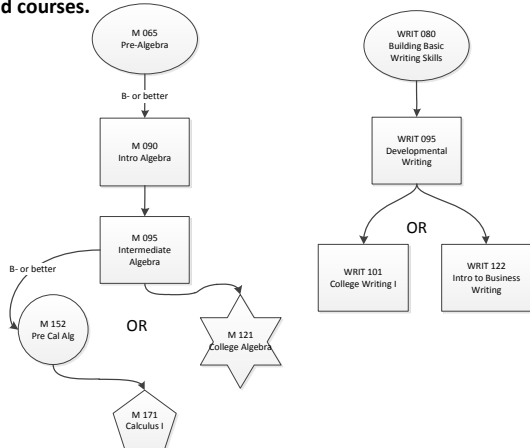 d courses.
M 065
Pre-Algebra
B- or better
M 090
Intro Algebra
M 095
Intermediate
Algebra
B- or better
M 152
Pre Cal Alg
OR
M 121
College Algebra
M 171
Calculus I
WRIT 080
Building Basic
Writing Skills
WRIT 095
Developmental
Writing
OR
WRIT 101
College Writing I
WRIT 122
Intro to Business
Writing